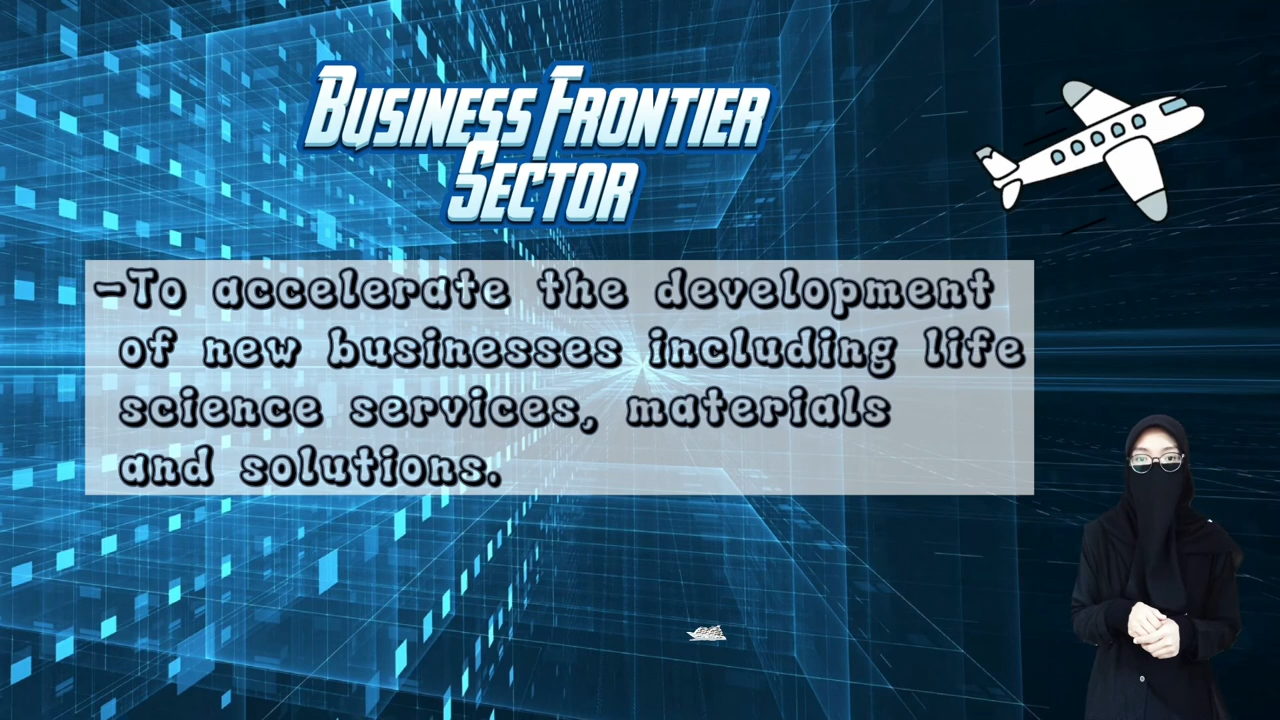 Business Frontier
Sector
-To accelerate the development
of new businesses including life
science services, materials
and solutions.